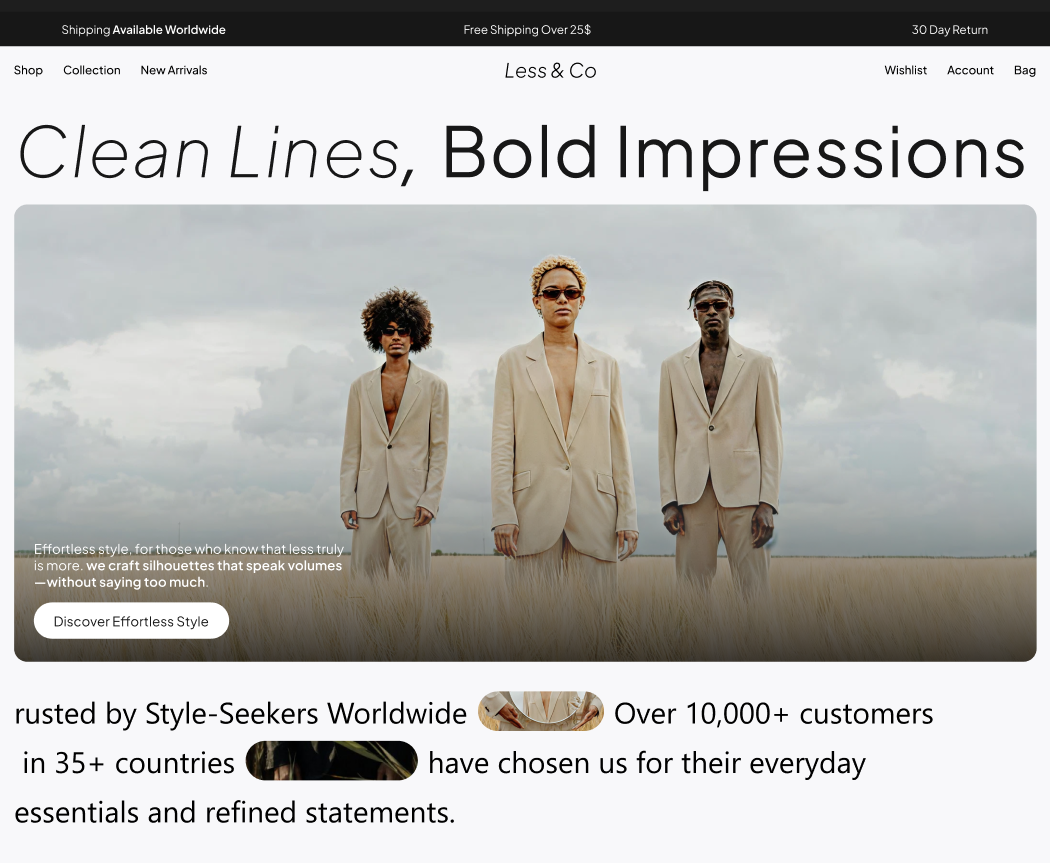 Shipping Available Worldwide
Free Shipping Over 25$
30 Day Return
Shop
Collection
New Arrivals
Less & Co
Wishlist
Account
Bag
Clean Lines, Bold Impressions
Effortless style, for those who know that less truly
is more. we craft silhouettes that speak volumes
—without saying too much.
Discover Effortless Style
rusted by Style-Seekers Worldwide Over 10,000+ customers
in 35+ countries have chosen us for their everyday
essentials and refined statements.